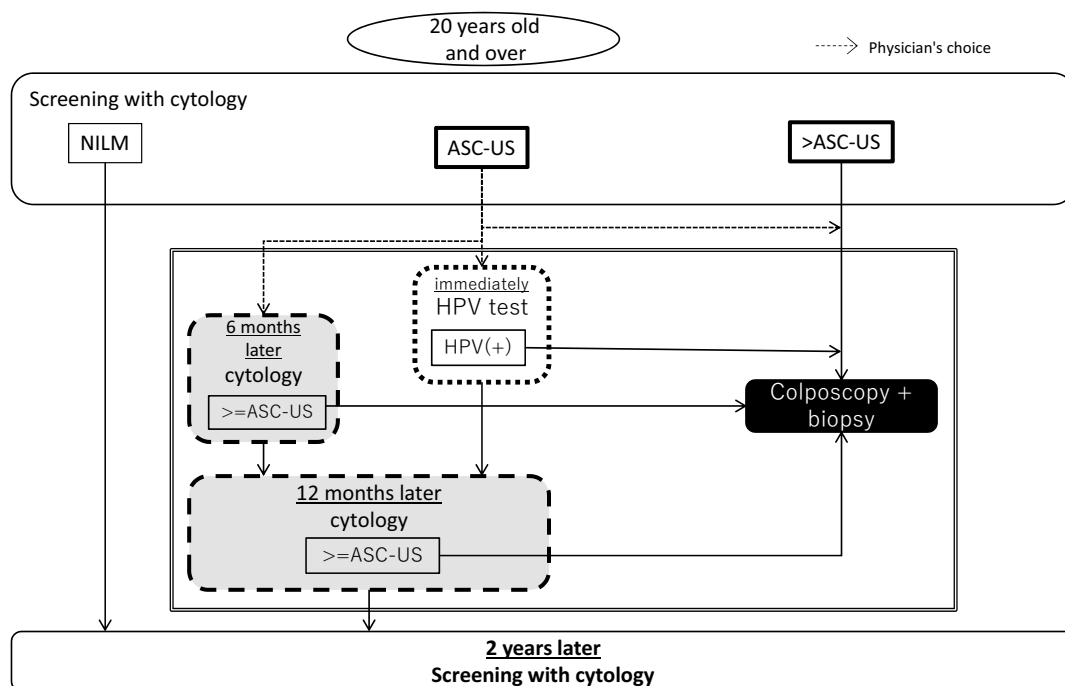 20 years old
and over
Physician's choice
Screening with cytology
NILM
ASC-US
>ASC-US
immediately
HPV test
HPV(+)
6 months
later
cytology
>=ASC-US
Colposcopy +
biopsy
12 months later
cytology
>=ASC-US
2 years later
Screening with cytology